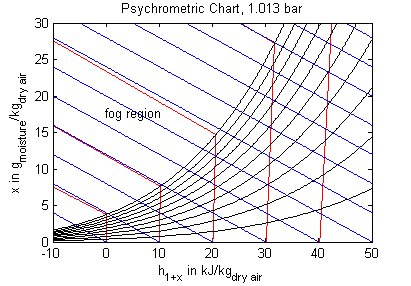 Psychrometric Chart, 1.013 bar
30
25
20
15
10
5
0
x in g_moisture/kg_dry air
fog region
-10 0 10 20 30 40 50
h_1+x in kJ/kg_dry air